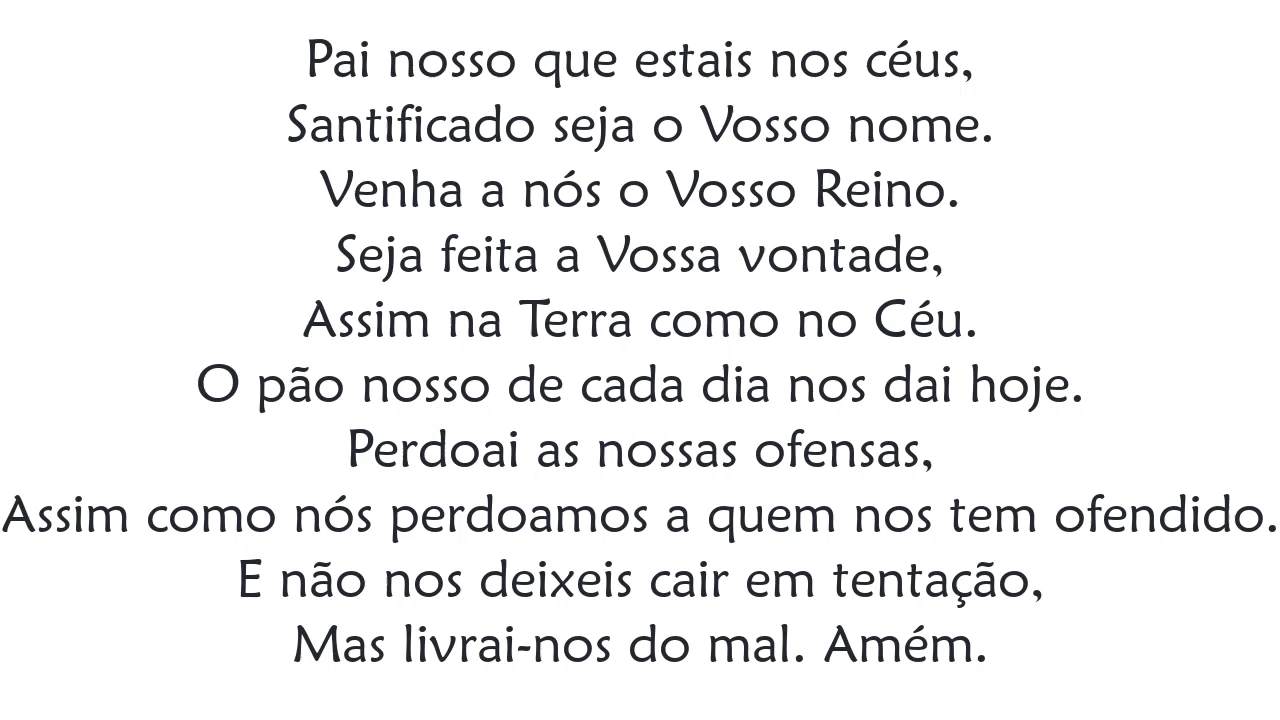 Pai nosso que estais nos céus,
Santificado seja o Vosso nome.
Venha a nós o Vosso Reino.
Seja feita a Vossa vontade,
Assim na Terra como no Céu.
O pão nosso de cada dia nos dai hoje.
Perdoai as nossas ofensas,
Assim como nós perdoamos a quem nos tem ofendido.
E não nos deixeis cair em tentação,
Mas livrai-nos do mal. Amém.